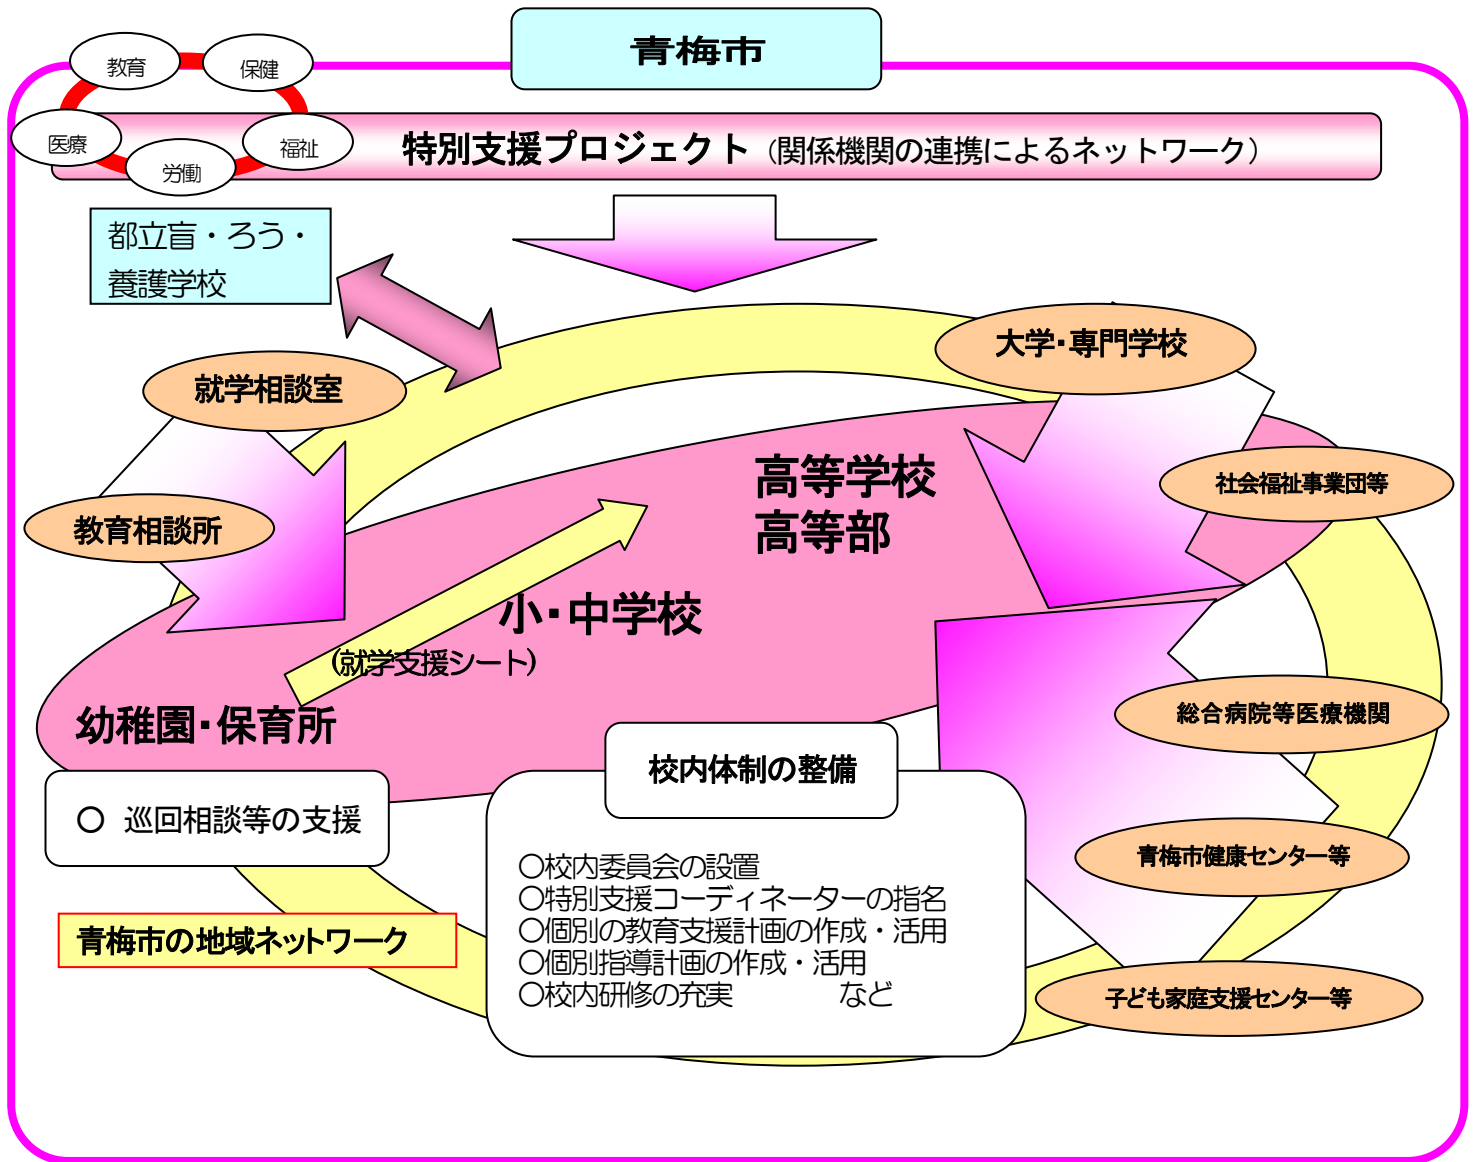 青梅市
教育
保健
医療
福祉
労働
特別支援プロジェクト（関係機関の連携によるネットワーク）
都立盲・ろう・
養護学校
大学・専門学校
就学相談室
高等学校
高等部
社会福祉事業団等
教育相談所
小・中学校
(就学支援シート)
幼稚園・保育所
総合病院等医療機関
校内体制の整備
〇 巡回相談等の支援
青梅市健康センター等
〇校内委員会の設置
〇特別支援コーディネーターの指名
〇個別の教育支援計画の作成・活用
〇個別指導計画の作成・活用
〇校内研修の充実　　　　など
青梅市の地域ネットワーク
子ども家庭支援センター等